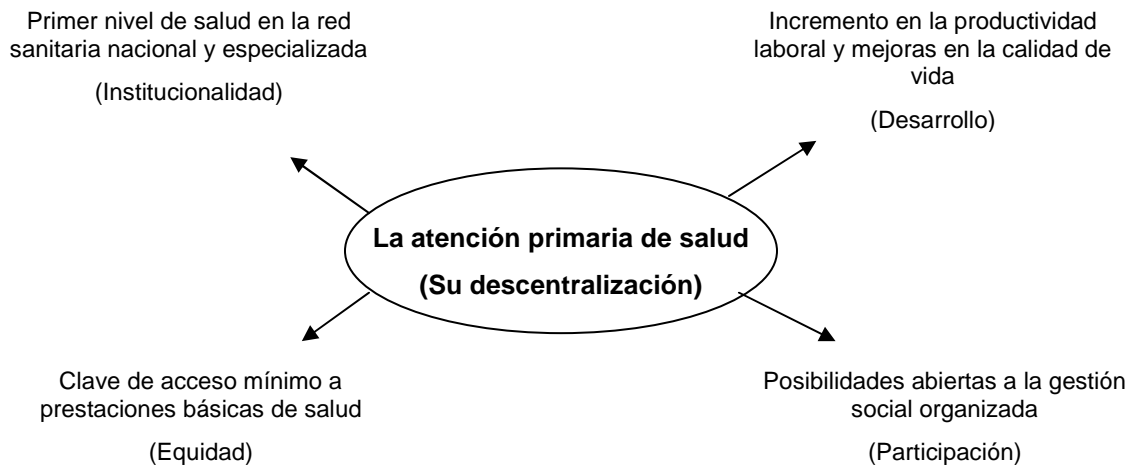 Primer nivel de salud en la red
sanitaria nacional y especializada
(Institucionalidad)
Incremento en la productividad
laboral y mejoras en la calidad de
vida
(Desarrollo)
La atención primaria de salud
(Su descentralización)
Clave de acceso mínimo a
prestaciones básicas de salud
(Equidad)
Posibilidades abiertas a la gestión
social organizada
(Participación)